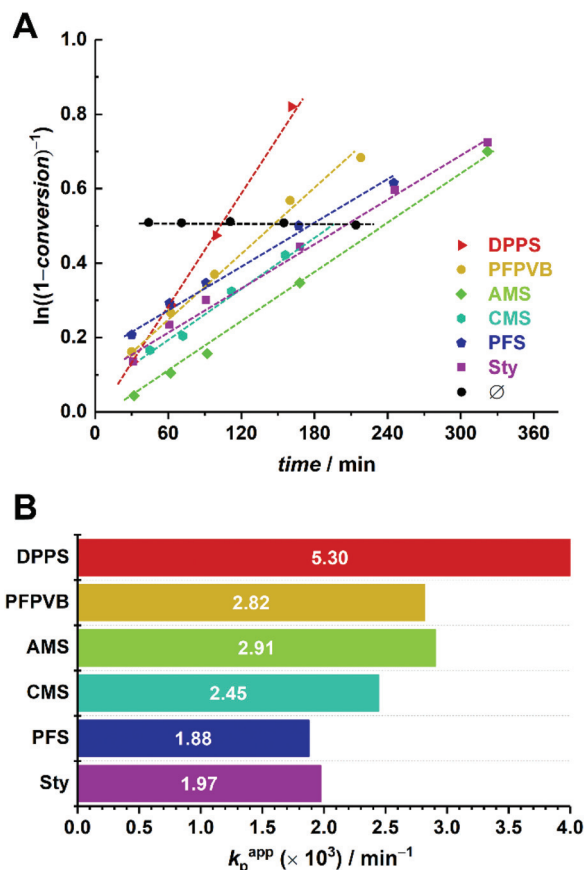 A
ln((1–conversion)⁻¹)
1.0
0.8
0.6
0.4
0.2
0.0
DPPS
PFPVB
AMS
CMS
PFS
Sty
∅
0 60 120 180 240 300 360
time / min
B
DPPS 5.30
PFPVB 2.82
AMS 2.91
CMS 2.45
PFS 1.88
Sty 1.97
0.0 0.5 1.0 1.5 2.0 2.5 3.0 3.5 4.0
kₚᵃᵖᵖ (× 10³) / min⁻¹